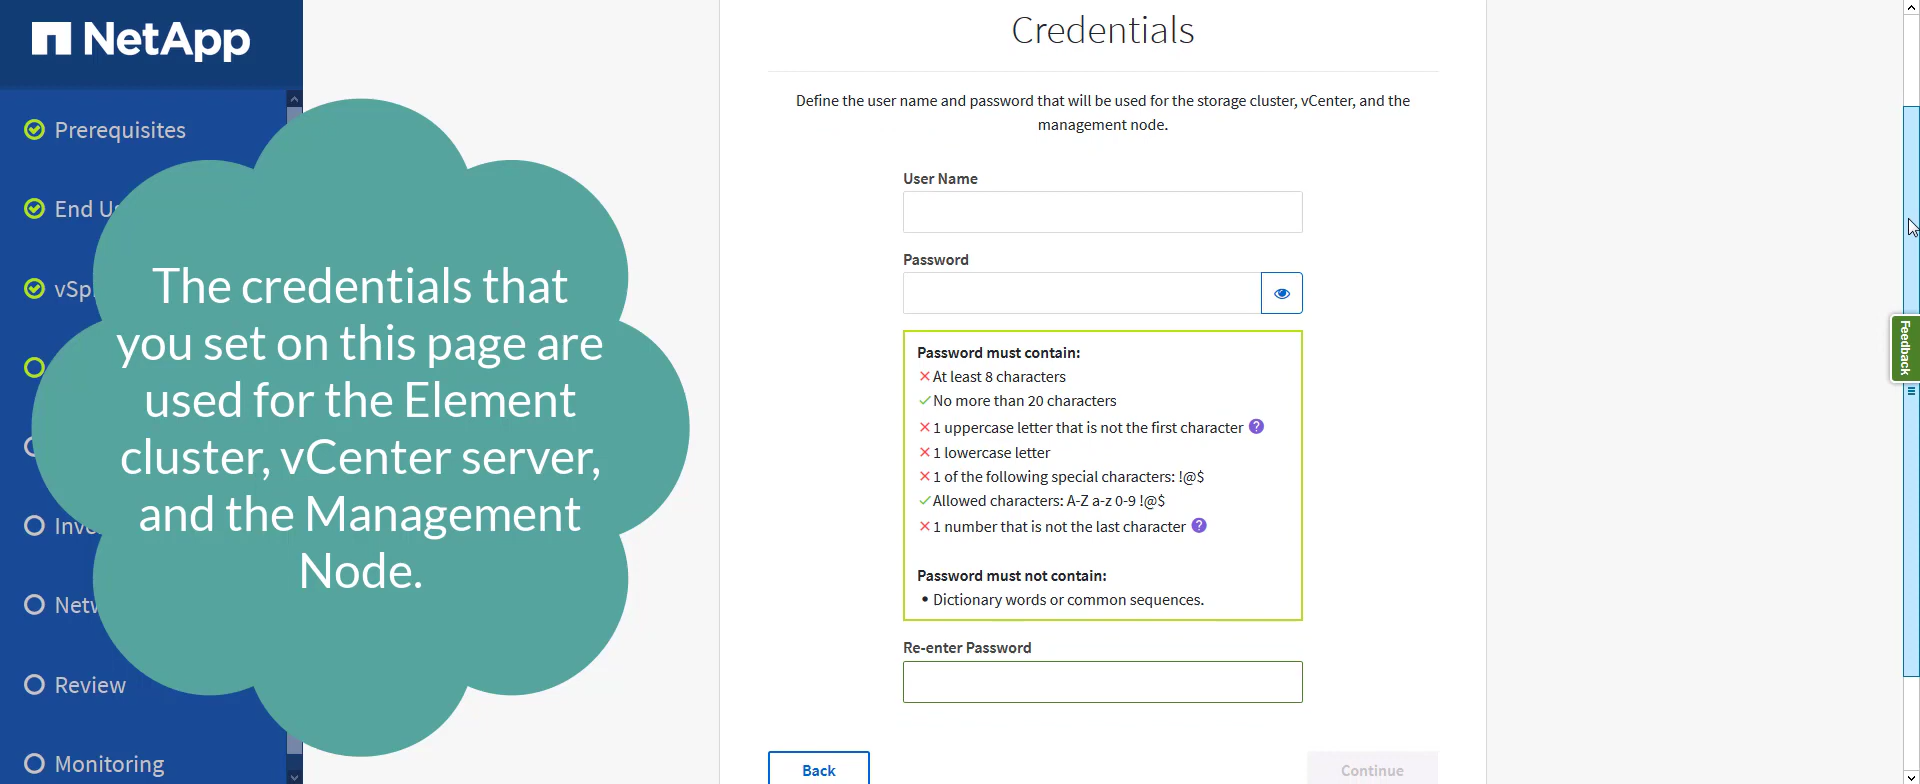 NetApp
Prerequisites
End Us
vSp
Inve
Netw
Review
Monitoring
The credentials that
you set on this page are
used for the Element
cluster, vCenter server,
and the Management
Node.
Credentials
Define the user name and password that will be used for the storage cluster, vCenter, and the
management node.
User Name
Password
Password must contain:
At least 8 characters
No more than 20 characters
1 uppercase letter that is not the first character ?
1 lowercase letter
1 of the following special characters: !@$
Allowed characters: A-Z a-z 0-9 !@$
1 number that is not the last character ?
Password must not contain:
• Dictionary words or common sequences.
Re-enter Password
Back
Continue
Feedback